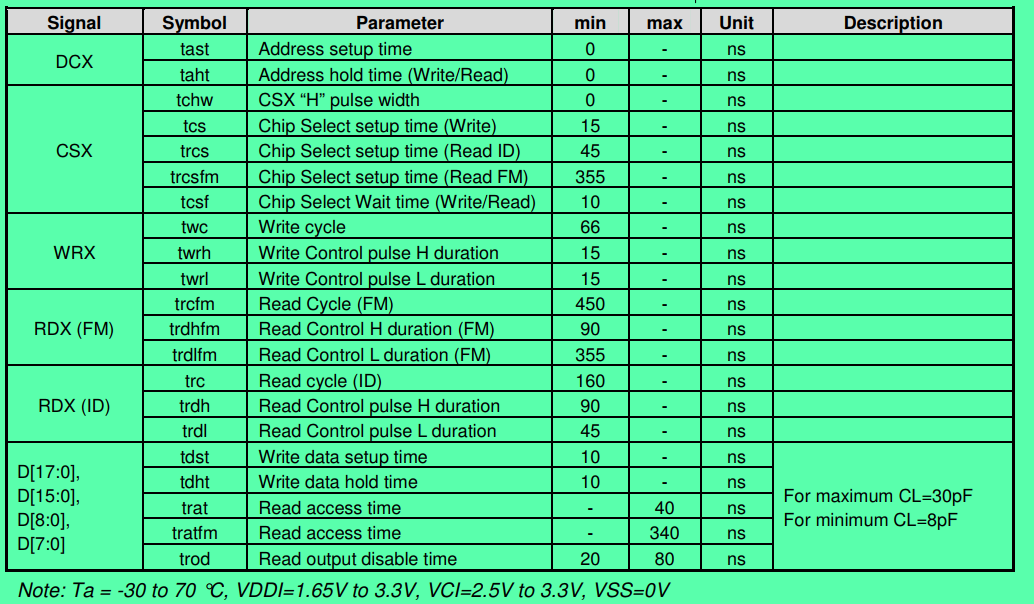 Signal Symbol Parameter min max Unit Description
DCX tast Address setup time 0 - ns
taht Address hold time (Write/Read) 0 - ns
CSX tchw CSX “H” pulse width 0 - ns
tcs Chip Select setup time (Write) 15 - ns
trcs Chip Select setup time (Read ID) 45 - ns
trcsfm Chip Select setup time (Read FM) 355 - ns
tcsf Chip Select Wait time (Write/Read) 10 - ns
WRX twc Write cycle 66 - ns
twrh Write Control pulse H duration 15 - ns
twrl Write Control pulse L duration 15 - ns
RDX (FM) trcfm Read Cycle (FM) 450 - ns
trdhfm Read Control H duration (FM) 90 - ns
trdlfm Read Control L duration (FM) 355 - ns
RDX (ID) trc Read cycle (ID) 160 - ns
trdh Read Control pulse H duration 90 - ns
trdl Read Control pulse L duration 45 - ns
D[17:0],
D[15:0],
D[8:0],
D[7:0]
tdst Write data setup time 10 - ns
tdht Write data hold time 10 - ns
trat Read access time - 40 ns
tratfm Read access time - 340 ns
trod Read output disable time 20 80 ns
For maximum CL=30pF
For minimum CL=8pF
Note: Ta = -30 to 70 °C, VDDI=1.65V to 3.3V, VCI=2.5V to 3.3V, VSS=0V